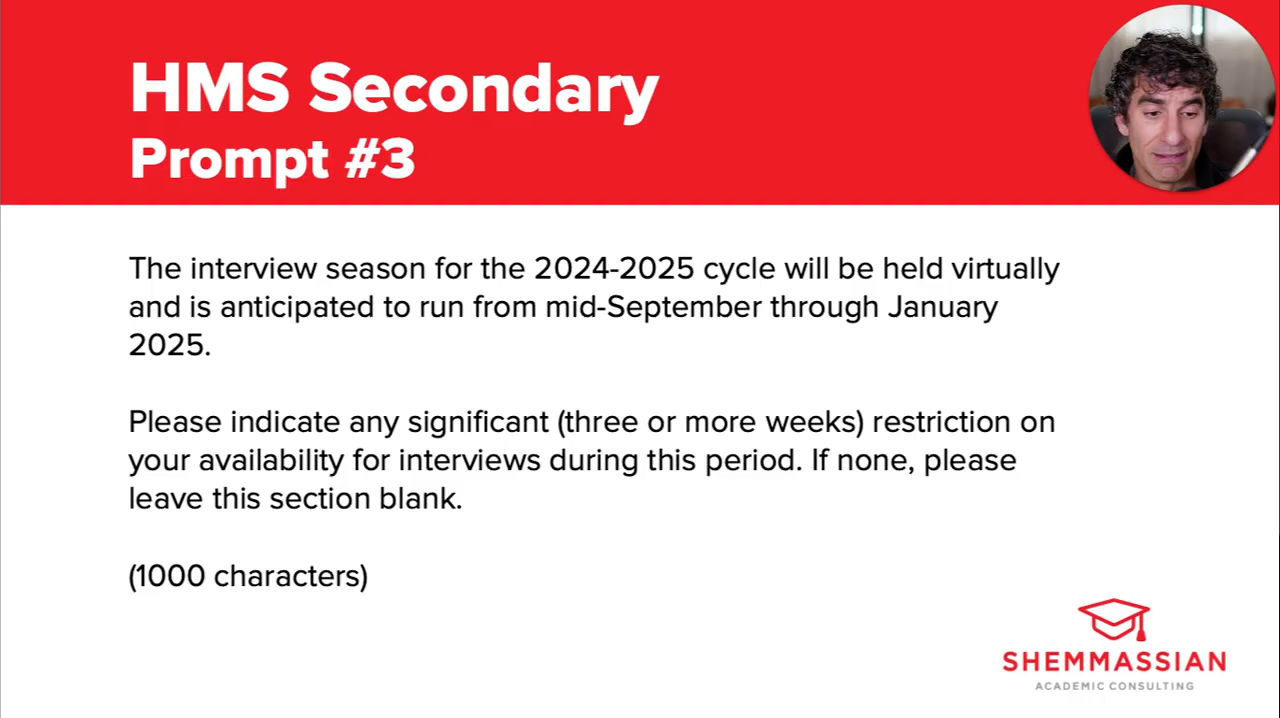 HMS Secondary
Prompt #3
The interview season for the 2024-2025 cycle will be held virtually
and is anticipated to run from mid-September through January
2025.
Please indicate any significant (three or more weeks) restriction on
your availability for interviews during this period. If none, please
leave this section blank.
(1000 characters)
SHEMMASSIAN
ACADEMIC CONSULTING